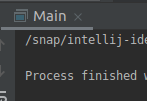 Main ×
/snap/intellij-ide
Process finished